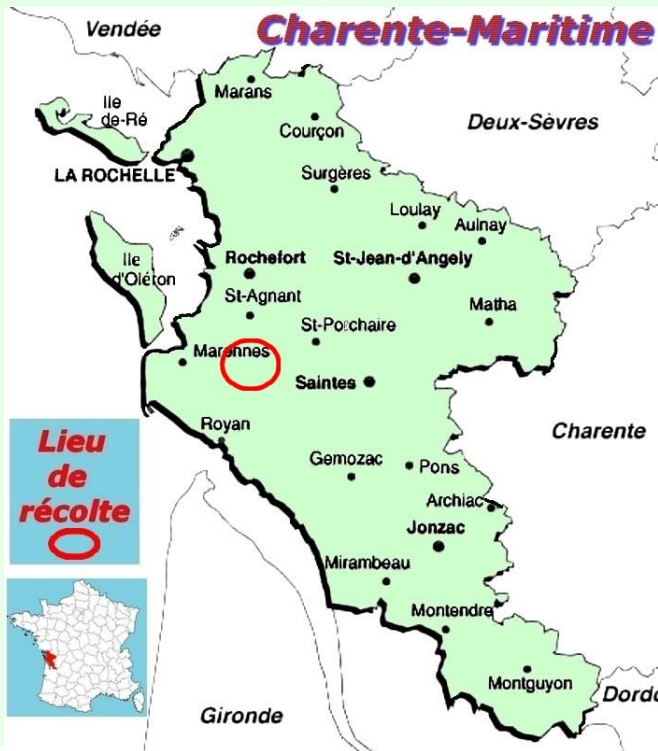 Charente-Maritime
Vendée
Marans
Ile
de-Ré
Courçon
Deux-Sèvres
LA ROCHELLE
Surgères
Loulay
Aulnay
Ile
d'Oléron
Rochefort
St-Jean-d'Angely
St-Agnant
Matha
St-Porchaire
Marennes
Saintes
Royan
Charente
Lieu
de
récolte
Gemozac
Pons
Archiac
Jonzac
Mirambeau
Montendre
Montguyon
Dordo
Gironde